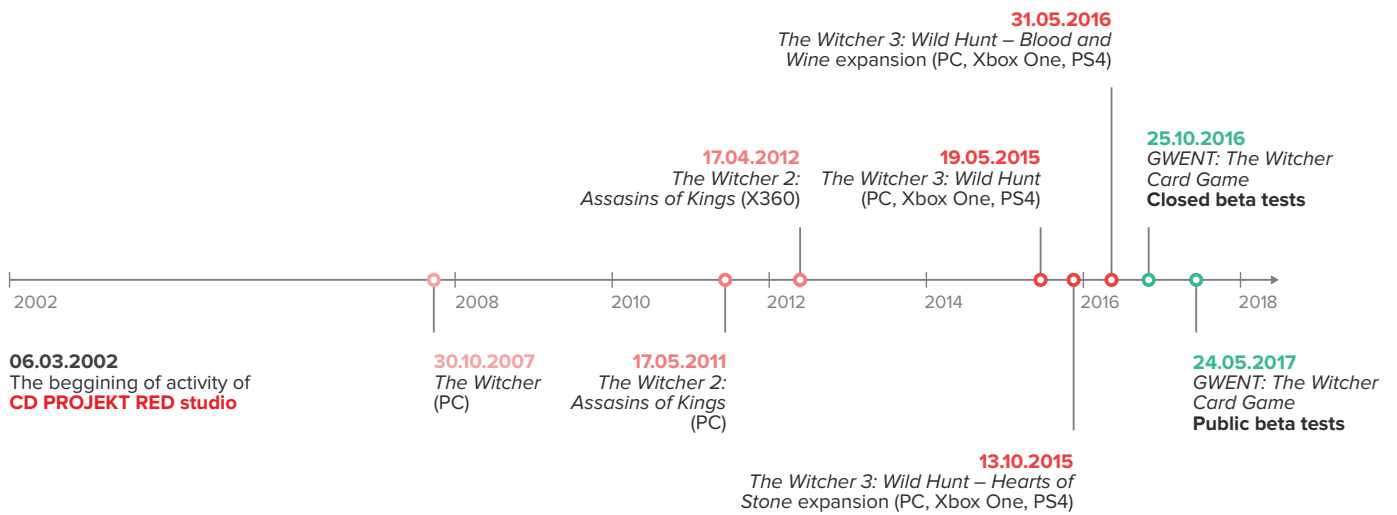 31.05.2016
The Witcher 3: Wild Hunt – Blood and
Wine expansion (PC, Xbox One, PS4)
25.10.2016
GWENT: The Witcher
Card Game
Closed beta tests
17.04.2012
The Witcher 2:
Assasins of Kings (X360)
19.05.2015
The Witcher 3: Wild Hunt
(PC, Xbox One, PS4)
2002
2008
2010
2012
2014
2016
2018
06.03.2002
The beggining of activity of
CD PROJEKT RED studio
30.10.2007
The Witcher
(PC)
17.05.2011
The Witcher 2:
Assasins of Kings
(PC)
24.05.2017
GWENT: The Witcher
Card Game
Public beta tests
13.10.2015
The Witcher 3: Wild Hunt – Hearts of
Stone expansion (PC, Xbox One, PS4)